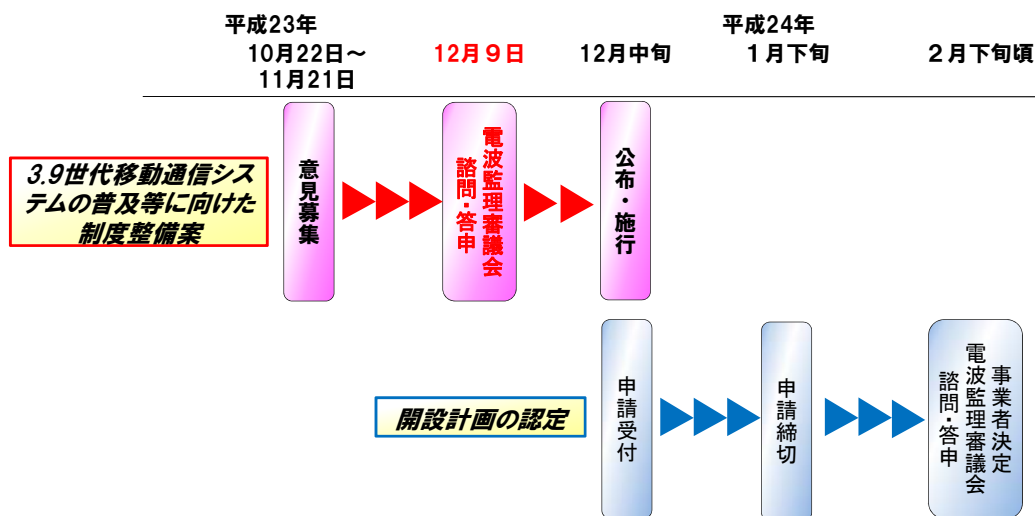 平成23年
平成24年
10月22日～
11月21日
12月９日
12月中旬
１月下旬
２月下旬頃
3.9世代移動通信シス
テムの普及等に向けた
制度整備案
意見募集
電波監理審議会
諮問・答申
公布・施行
開設計画の認定
申請受付
申請締切
事業者決定
電波監理審議会
諮問・答申